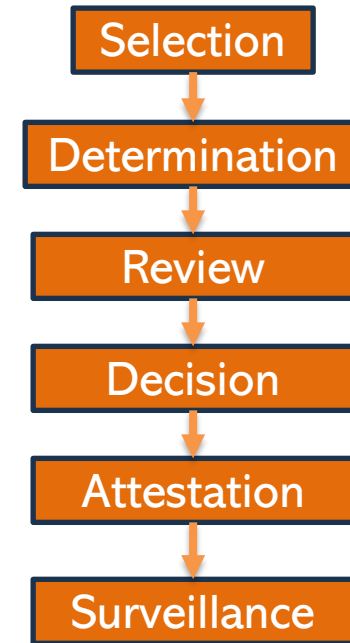 Selection
Determination
Review
Decision
Attestation
Surveillance